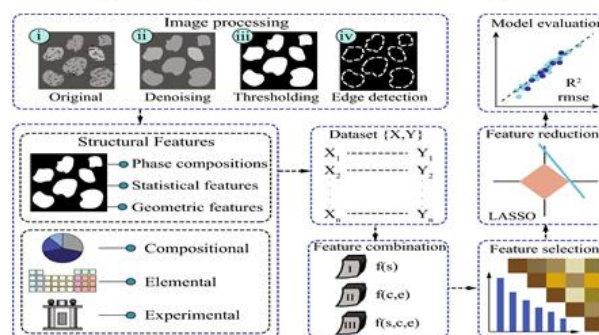 Image processing
i ii iii iv
Original Denoising Thresholding Edge detection
Structural Features
Phase compositions
Statistical features
Geometric features
Compositional
Elemental
Experimental
Dataset {X,Y}
X1 Y1
X2 Y2
Xn Yn
Feature combination
I f(s)
II f(c,e)
III f(s,c,e)
Feature selection
Feature reduction
LASSO
Model evaluation
R²
rmse